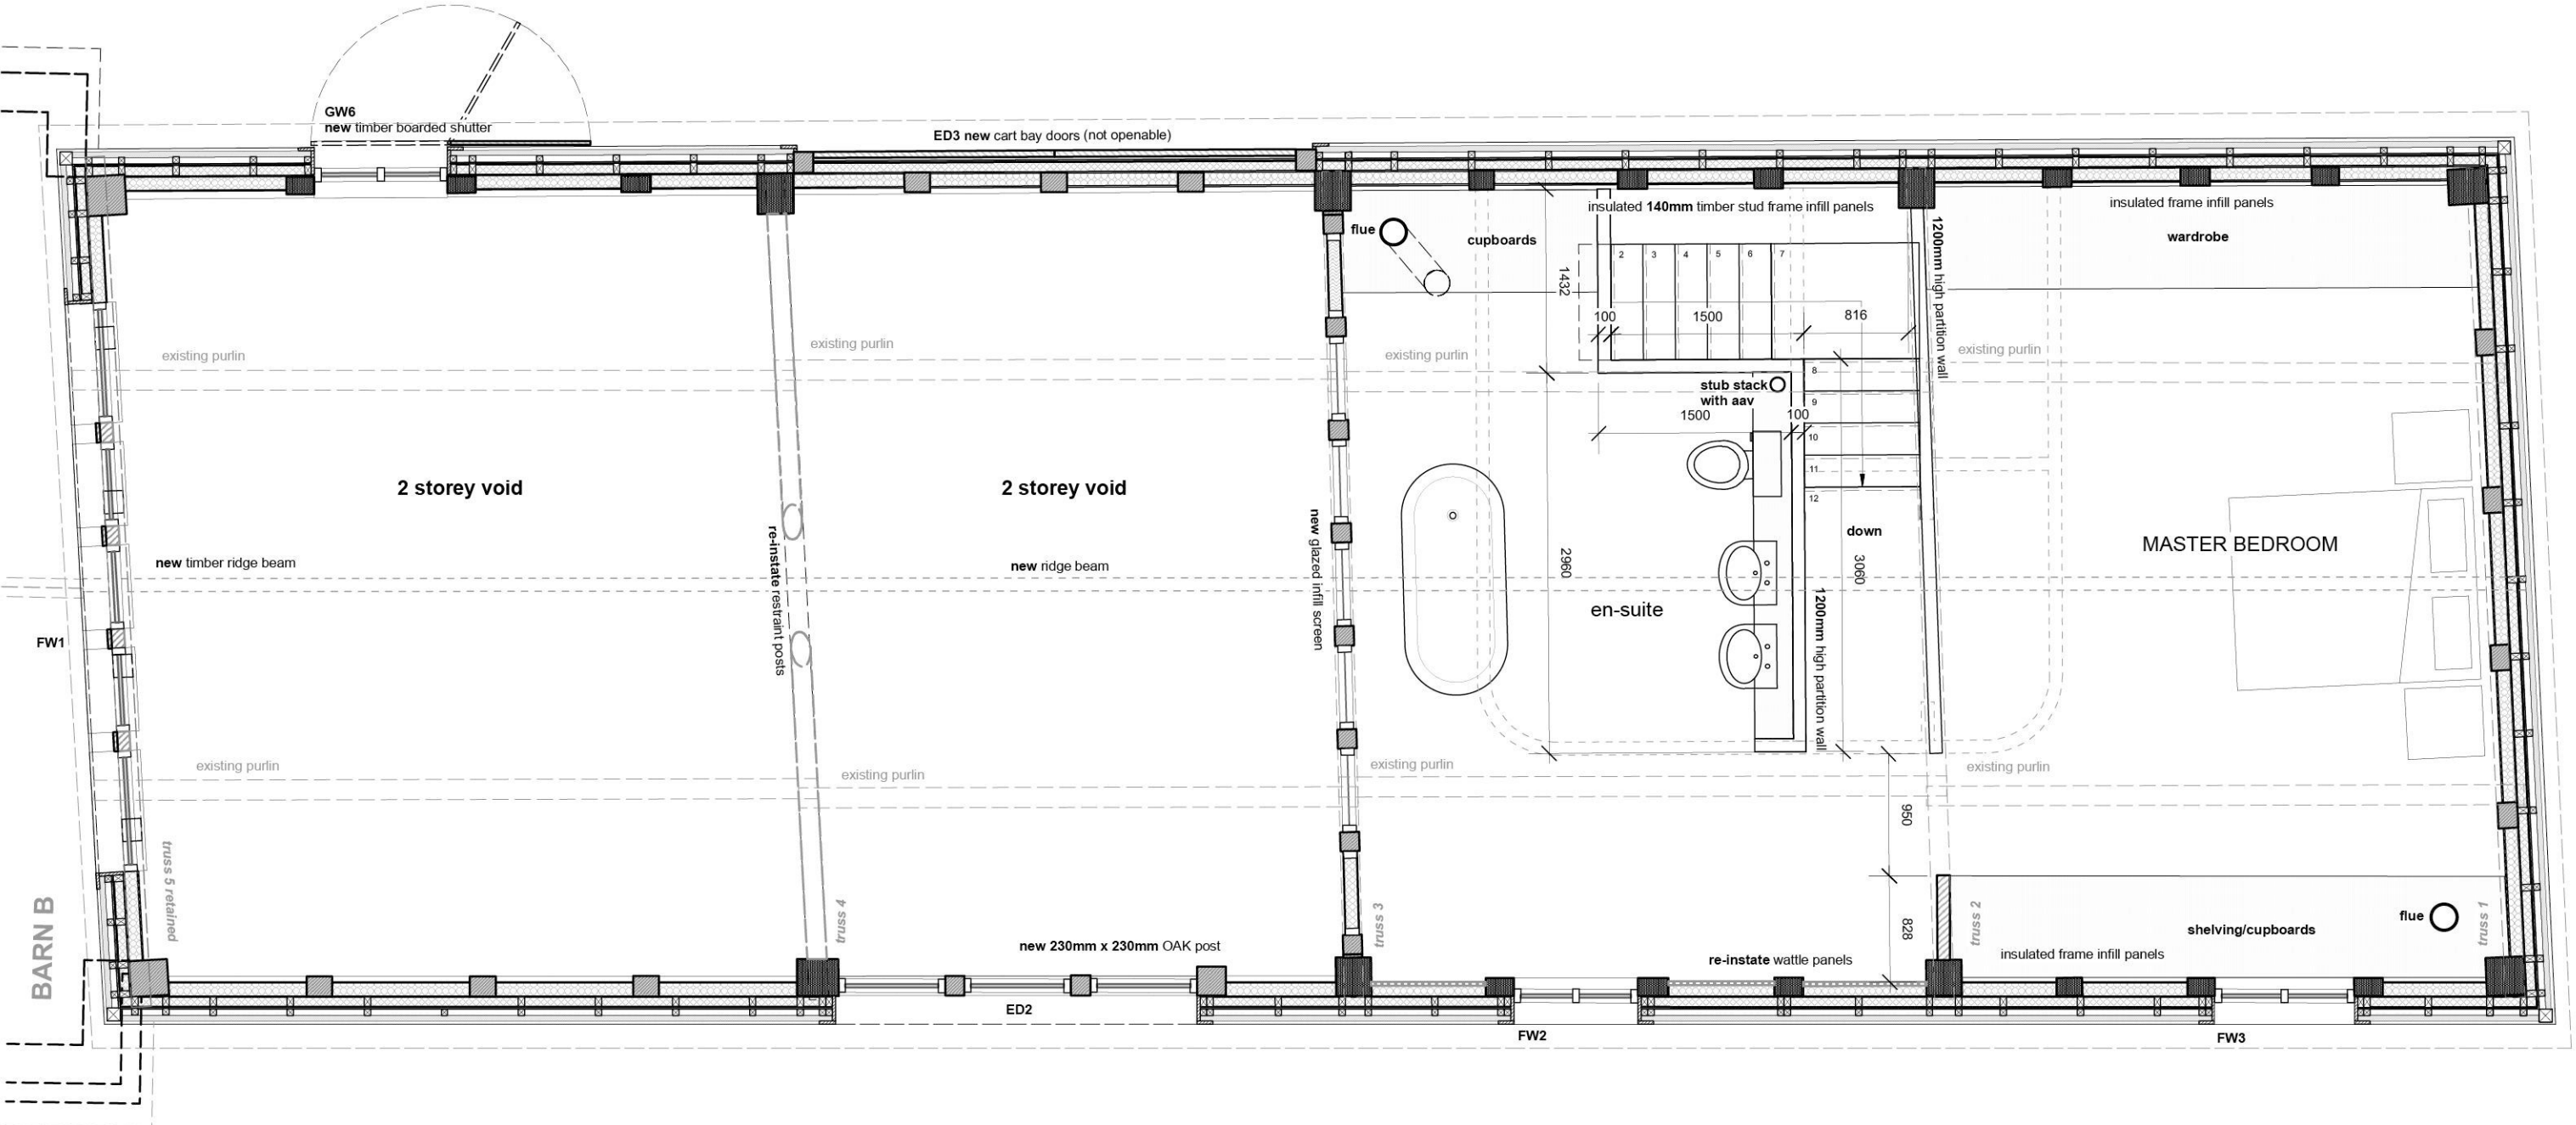 GW6
new timber boarded shutter
ED3 new cart bay doors (not openable)
insulated 140mm timber stud frame infill panels
insulated frame infill panels
flue
cupboards
wardrobe
1432
2
3
4
5
6
7
1200mm high partition wall
100
1500
816
existing purlin
existing purlin
existing purlin
existing purlin
stub stack
with aav
8
9
1500
100
10
11
12
2 storey void
2 storey void
down
MASTER BEDROOM
new timber ridge beam
re-instate restraint posts
new ridge beam
new glazed infill screen
2960
3060
en-suite
1200mm high partition wall
FW1
existing purlin
existing purlin
existing purlin
existing purlin
950
BARN B
truss 5 retained
truss 4
truss 3
truss 2
truss 1
828
flue
shelving/cupboards
new 230mm x 230mm OAK post
re-instate wattle panels
insulated frame infill panels
ED2
FW2
FW3